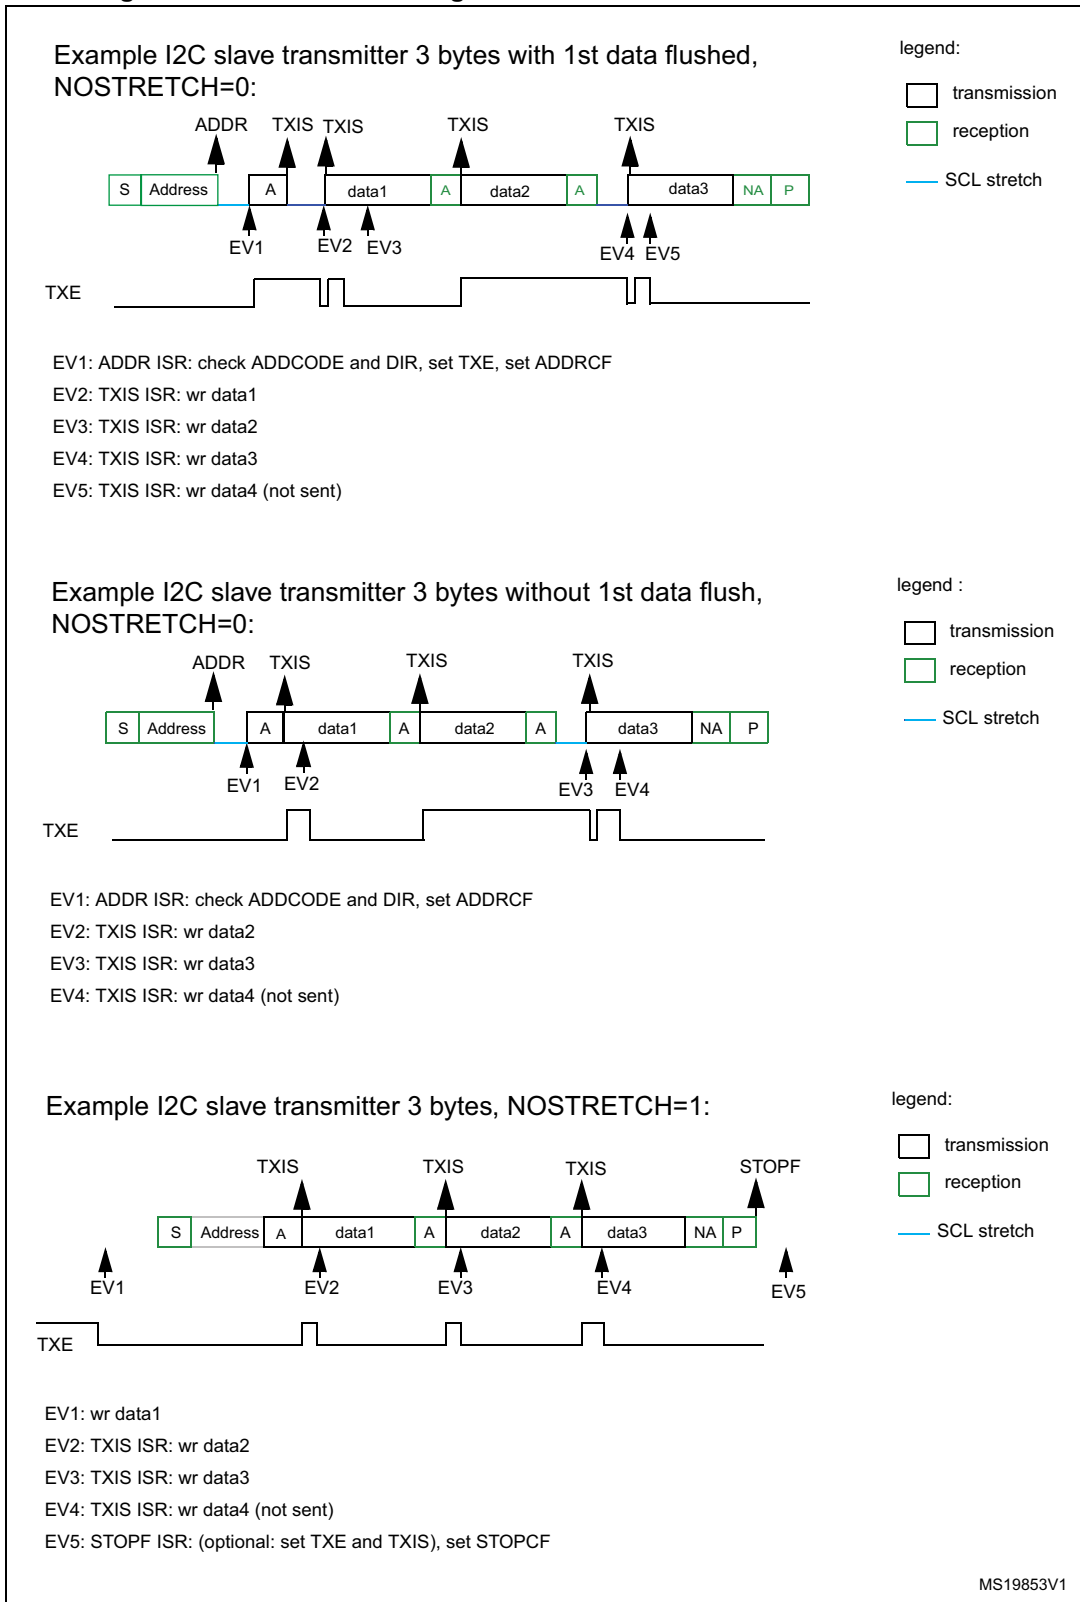 Example I2C slave transmitter 3 bytes with 1st data flushed,
NOSTRETCH=0:
legend:
transmission
reception
SCL stretch
ADDR TXIS TXIS TXIS TXIS
S Address A data1 A data2 A data3 NA P
EV1 EV2 EV3 EV4 EV5
TXE
EV1: ADDR ISR: check ADDCODE and DIR, set TXE, set ADDRCF
EV2: TXIS ISR: wr data1
EV3: TXIS ISR: wr data2
EV4: TXIS ISR: wr data3
EV5: TXIS ISR: wr data4 (not sent)
Example I2C slave transmitter 3 bytes without 1st data flush,
NOSTRETCH=0:
legend :
transmission
reception
SCL stretch
ADDR TXIS TXIS TXIS
S Address A data1 A data2 A data3 NA P
EV1 EV2 EV3 EV4
TXE
EV1: ADDR ISR: check ADDCODE and DIR, set ADDRCF
EV2: TXIS ISR: wr data2
EV3: TXIS ISR: wr data3
EV4: TXIS ISR: wr data4 (not sent)
Example I2C slave transmitter 3 bytes, NOSTRETCH=1:
legend:
transmission
reception
SCL stretch
TXIS TXIS TXIS STOPF
S Address A data1 A data2 A data3 NA P
EV1 EV2 EV3 EV4 EV5
TXE
EV1: wr data1
EV2: TXIS ISR: wr data2
EV3: TXIS ISR: wr data3
EV4: TXIS ISR: wr data4 (not sent)
EV5: STOPF ISR: (optional: set TXE and TXIS), set STOPCF
MS19853V1